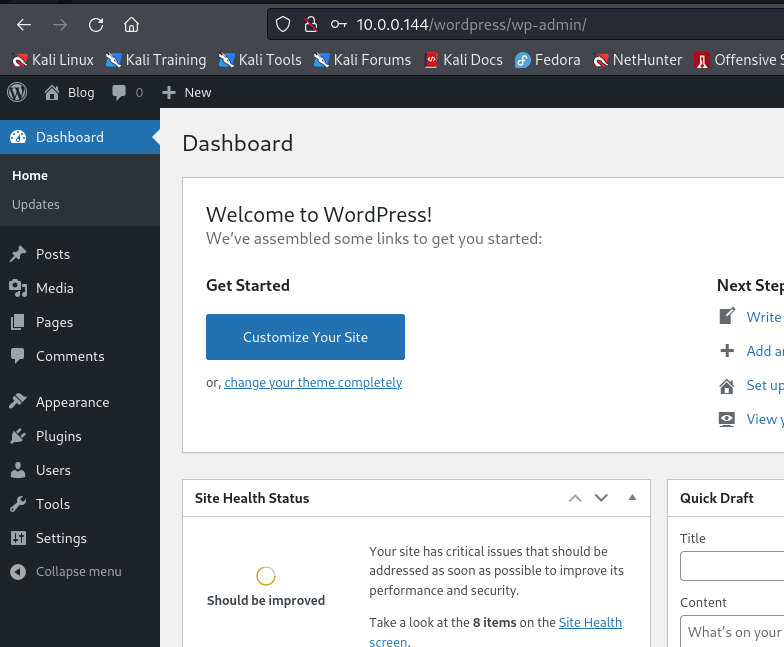 10.0.0.144/wordpress/wp-admin/
Kali Linux Kali Training Kali Tools Kali Forums Kali Docs Fedora NetHunter Offensive
Blog 0 New
Dashboard
Home
Updates
Posts
Media
Pages
Comments
Appearance
Plugins
Users
Tools
Settings
Collapse menu
Dashboard
Welcome to WordPress!
We've assembled some links to get you started:
Get Started
Customize Your Site
or, change your theme completely
Next Step
Write
Add
Set up
View
Site Health Status
Should be improved
Your site has critical issues that should be
addressed as soon as possible to improve its
performance and security.
Take a look at the 8 items on the Site Health
screen.
Quick Draft
Title
Content
What's on your